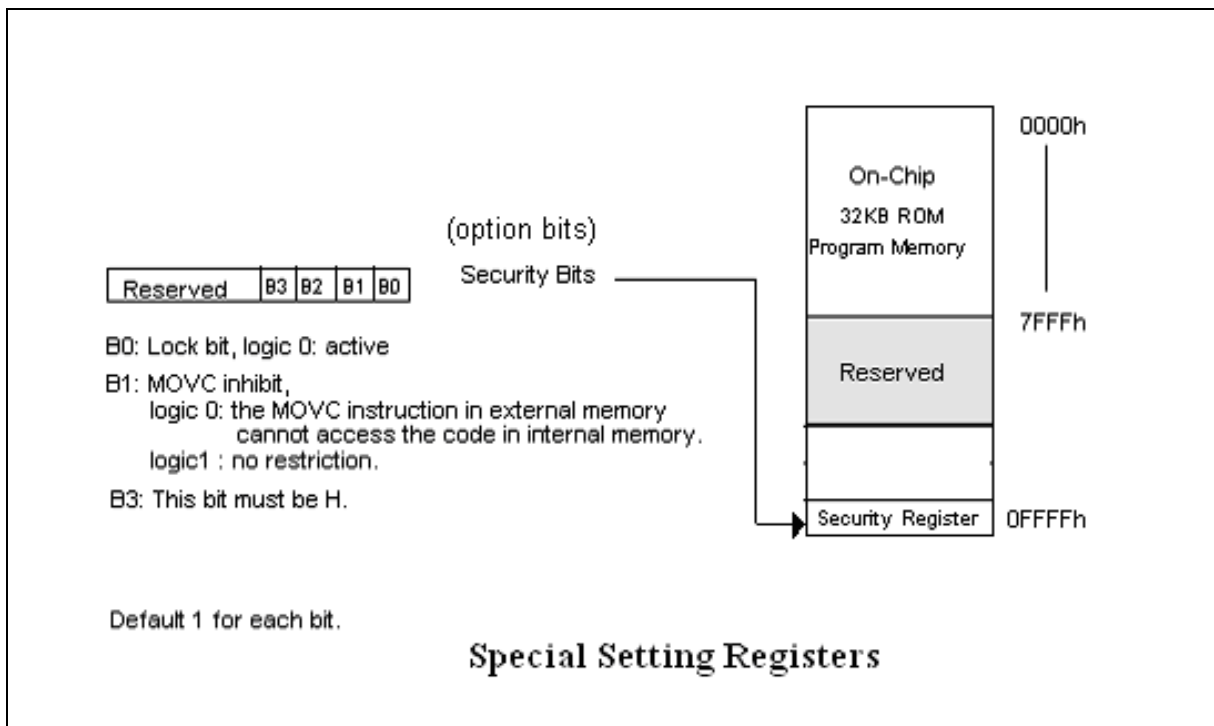 (option bits)
Security Bits
Reserved B3 B2 B1 B0
B0: Lock bit, logic 0: active
B1: MOVC inhibit,
logic 0: the MOVC instruction in external memory
cannot access the code in internal memory.
logic1 : no restriction.
B3: This bit must be H.
Default 1 for each bit.
0000h
On-Chip
32KB ROM
Program Memory
7FFFh
Reserved
Security Register
0FFFFh
Special Setting Registers